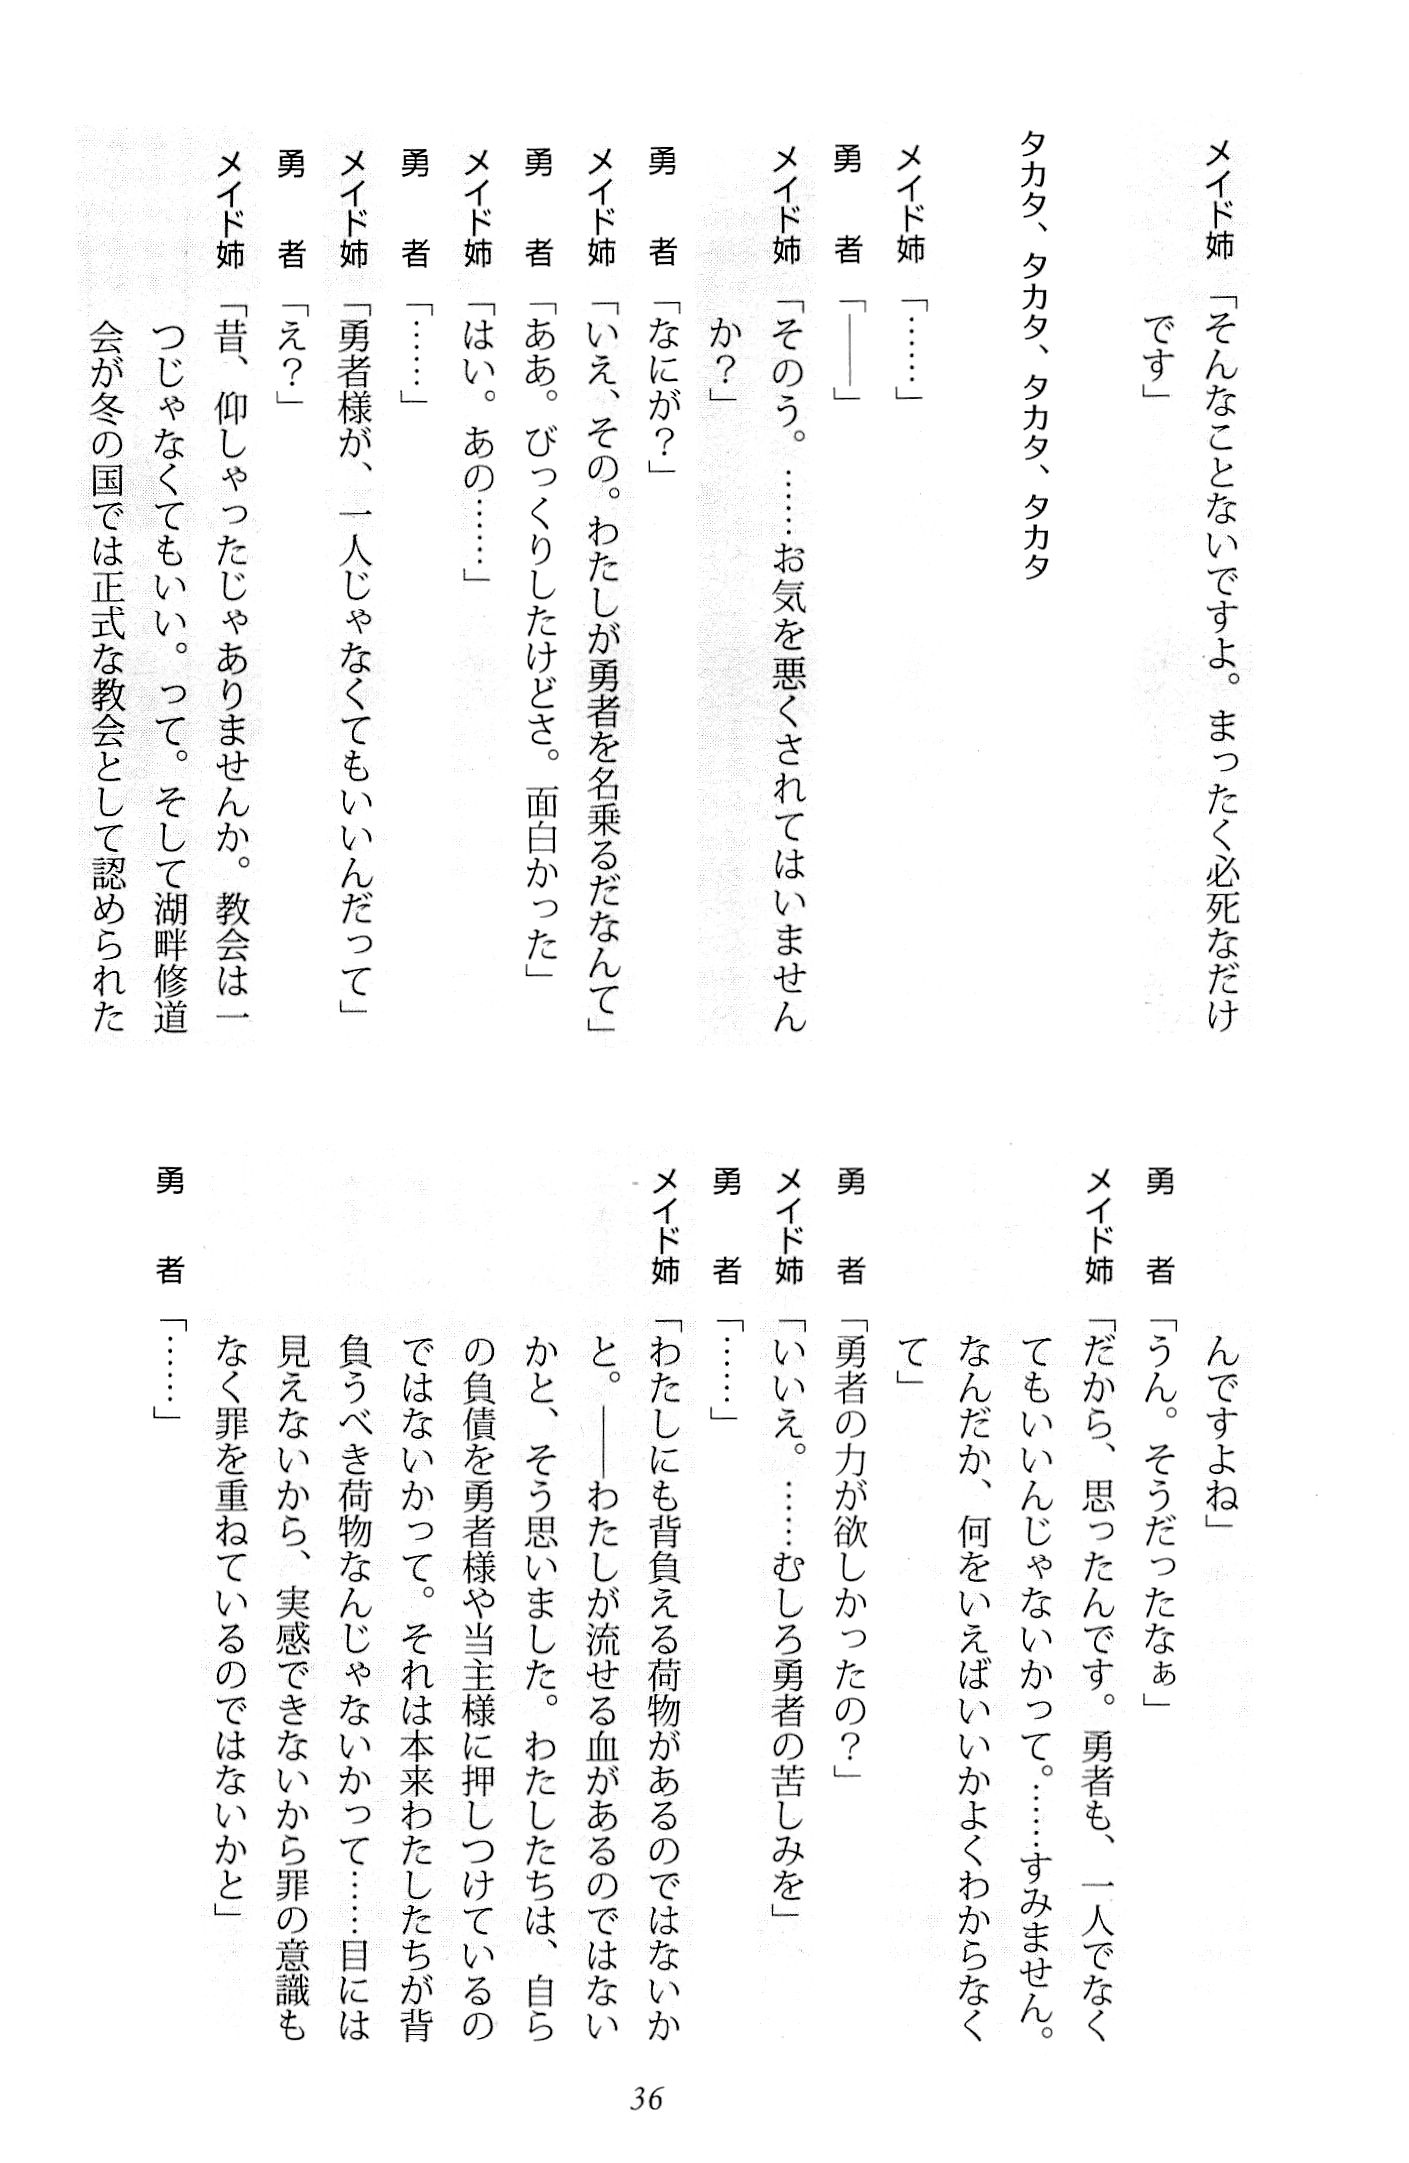 メイド姉「そんなことないですよ。まったく必死なだけ
です」
タカタ、タカタ、タカタ、タカタ
メイド姉「……」
勇　者「――」
メイド姉「そのう。……お気を悪くされてはいません
か？」
勇　者「なにが？」
メイド姉「いえ、その。わたしが勇者を名乗るだなんて」
勇　者「ああ。びっくりしたけどさ。面白かった」
メイド姉「はい。あの……」
勇　者「……」
メイド姉「勇者様が、一人じゃなくてもいいんだって」
勇　者「え？」
メイド姉「昔、仰しゃったじゃありませんか。教会は一
つじゃなくてもいい。って。そして湖畔修道
会が冬の国では正式な教会として認められた
んですよね」
勇　者「うん。そうだったなぁ」
メイド姉「だから、思ったんです。勇者も、一人でなく
てもいいんじゃないかって。……すみません。
なんだか、何をいえばいいかよくわからなく
て」
勇　者「勇者の力が欲しかったの？」
メイド姉「いいえ。……むしろ勇者の苦しみを」
勇　者「……」
メイド姉「わたしにも背負える荷物があるのではないか
と。――わたしが流せる血があるのではない
かと、そう思いました。わたしたちは、自ら
の負債を勇者様や当主様に押しつけているの
ではないかって。それは本来わたしたちが背
負うべき荷物なんじゃないかって……目には
見えないから、実感できないから罪の意識も
なく罪を重ねているのではないかと」
勇　者「……」
36